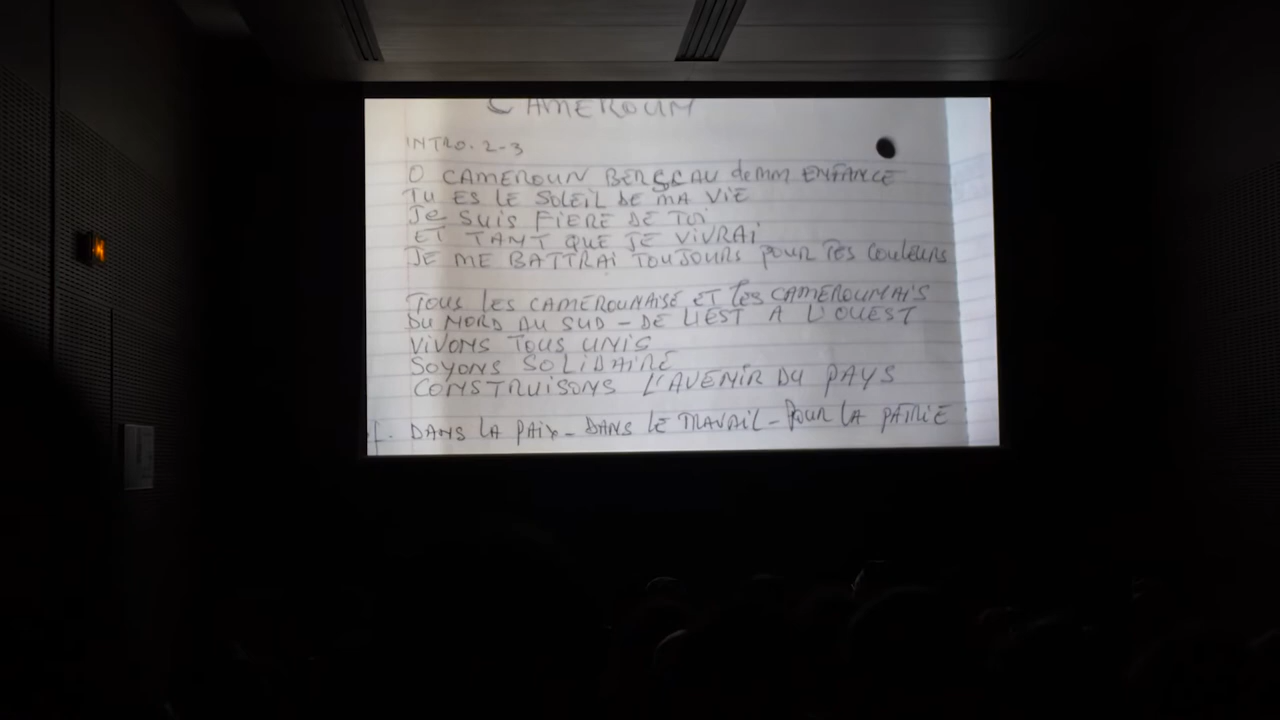 CAMEROUN
INTRO. 2-3
O CAMEROUN BERSCAU de mm ENFANCE
TU ES LE SOLEIL DE MA VIE
Je SUIS FIERE DE TOI
ET TANT QUE JE VIVRAI
JE ME BATTRAI TOUJOURS pour TES COULEURS
TOUS les CAMEROUNAISE ET les CAMEROUNAIS
DU NORD AU SUD - DE L'EST A L'OUEST
VIVONS TOUS UNIS
SOYONS SOLIDAIRE
CONSTRUISONS L'AVENIR DU PAYS
DANS LA PAIX - DANS LE TRAVAIL - POUR LA PATRIE